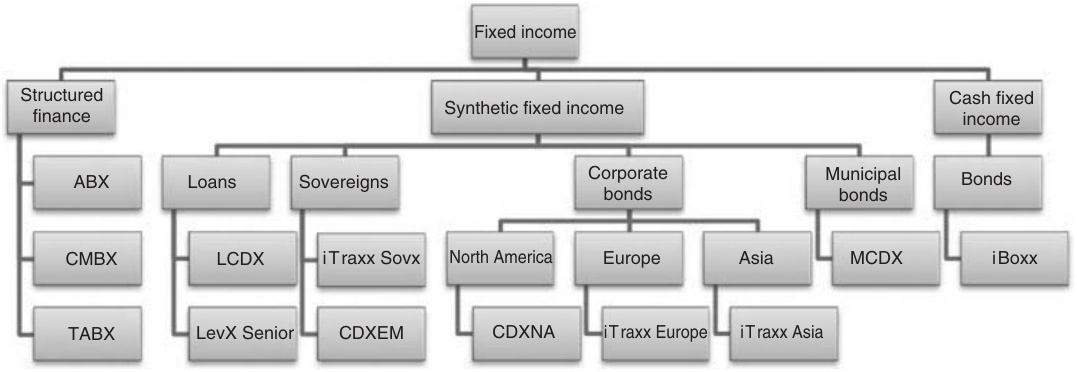 Fixed income
Structured
finance
Synthetic fixed income
Cash fixed
income
ABX
Loans
Sovereigns
Corporate
bonds
Municipal
bonds
Bonds
CMBX
LCDX
iTraxx Sovx
North America
Europe
Asia
MCDX
iBoxx
TABX
LevX Senior
CDXEM
CDXNA
iTraxx Europe
iTraxx Asia